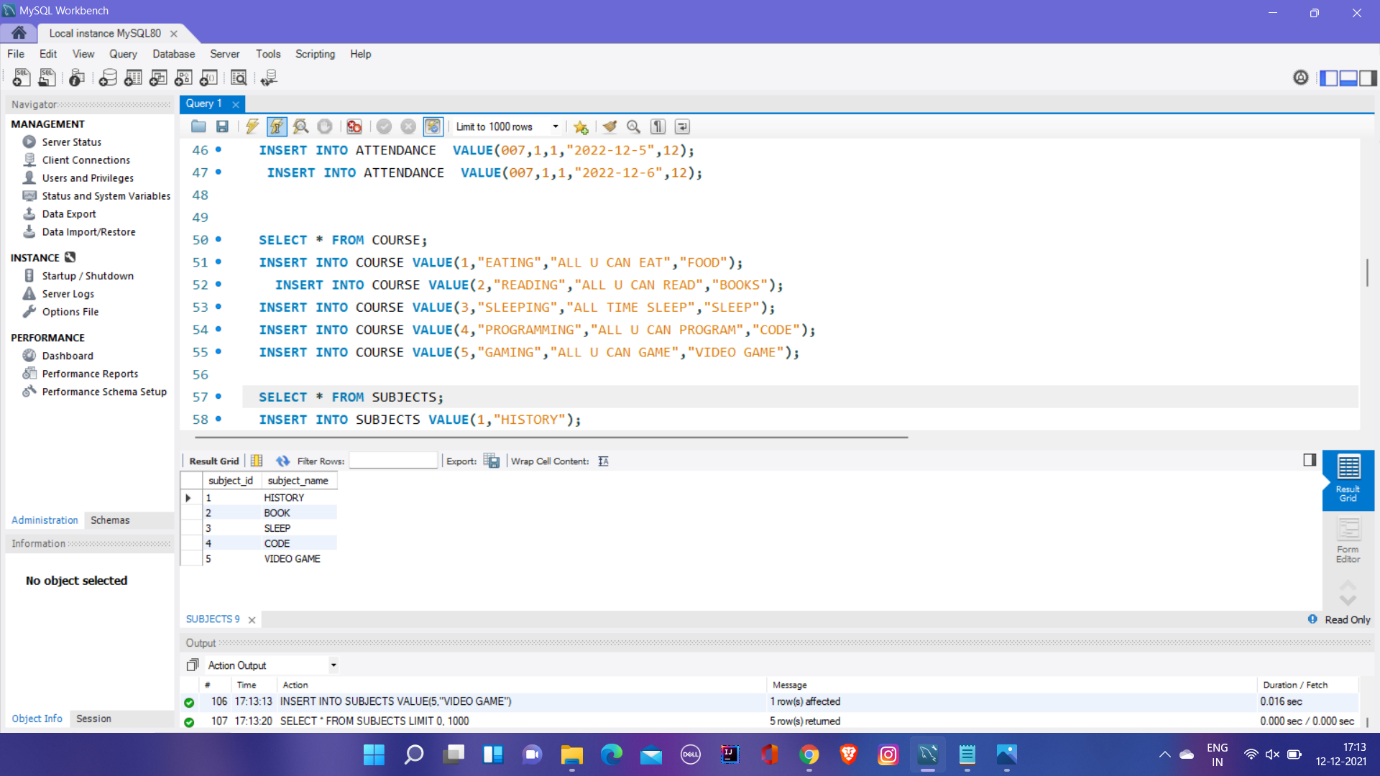 MySQL Workbench
Local instance MySQL80
File Edit View Query Database Server Tools Scripting Help
Navigator
MANAGEMENT
Server Status
Client Connections
Users and Privileges
Status and System Variables
Data Export
Data Import/Restore
INSTANCE
Startup / Shutdown
Server Logs
Options File
PERFORMANCE
Dashboard
Performance Reports
Performance Schema Setup
Administration Schemas
Information
No object selected
Object Info Session
Query 1
Limit to 1000 rows
46 INSERT INTO ATTENDANCE  VALUE(007,1,1,"2022-12-5",12);
47 INSERT INTO ATTENDANCE  VALUE(007,1,1,"2022-12-6",12);
48
49
50 SELECT * FROM COURSE;
51 INSERT INTO COURSE VALUE(1,"EATING","ALL U CAN EAT","FOOD");
52 INSERT INTO COURSE VALUE(2,"READING","ALL U CAN READ","BOOKS");
53 INSERT INTO COURSE VALUE(3,"SLEEPING","ALL TIME SLEEP","SLEEP");
54 INSERT INTO COURSE VALUE(4,"PROGRAMMING","ALL U CAN PROGRAM","CODE");
55 INSERT INTO COURSE VALUE(5,"GAMING","ALL U CAN GAME","VIDEO GAME");
56
57 SELECT * FROM SUBJECTS;
58 INSERT INTO SUBJECTS VALUE(1,"HISTORY");
Result Grid Filter Rows: Export: Wrap Cell Content:
subject_id subject_name
1 HISTORY
2 BOOK
3 SLEEP
4 CODE
5 VIDEO GAME
Result Grid
Form Editor
SUBJECTS 9
Read Only
Output
Action Output
# Time Action Message Duration / Fetch
106 17:13:13 INSERT INTO SUBJECTS VALUE(5,"VIDEO GAME") 1 row(s) affected 0.016 sec
107 17:13:20 SELECT * FROM SUBJECTS LIMIT 0, 1000 5 row(s) returned 0.000 sec / 0.000 sec
DELL
IJ
ENG
IN
17:13
12-12-2021